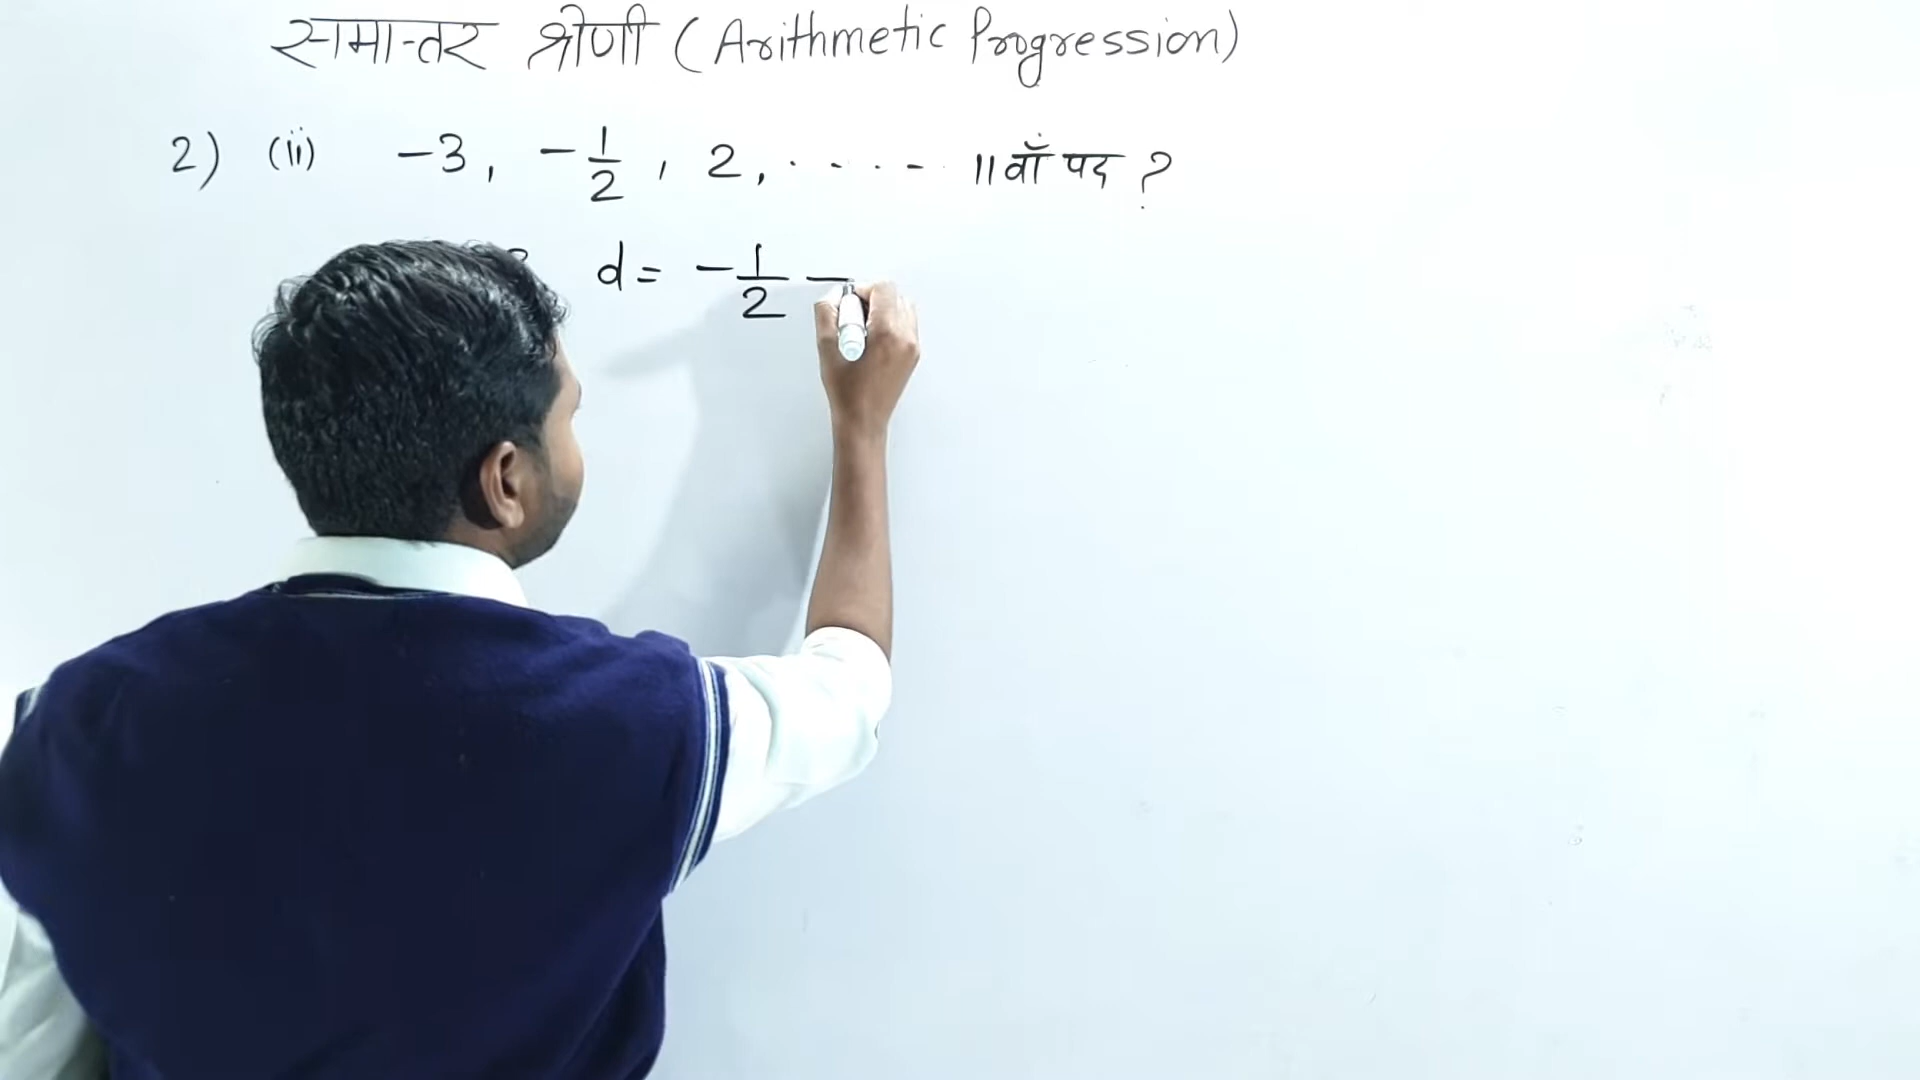 समान्तर श्रेणी (Arithmetic Progression)
2) (ii) -3, -1/2, 2, ..... 11वाँ पद ?
d = -1/2 -